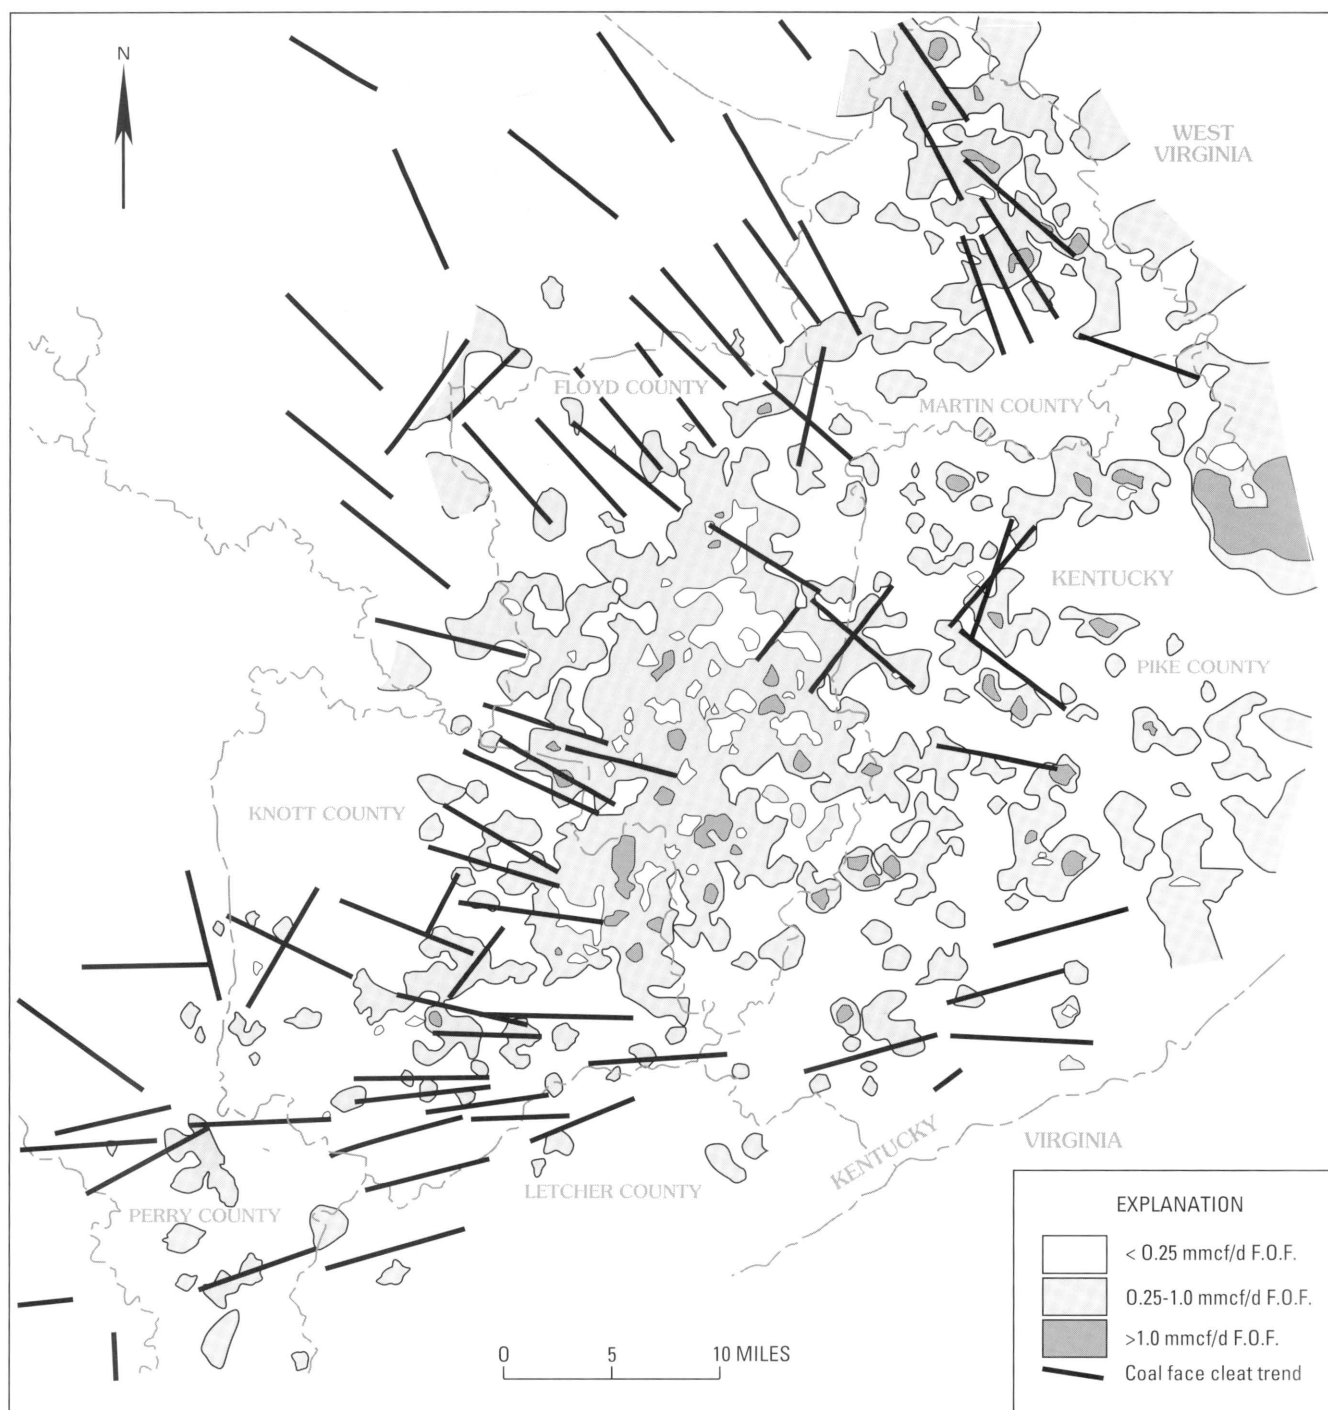 N
WEST
VIRGINIA
FLOYD COUNTY
MARTIN COUNTY
KENTUCKY
PIKE COUNTY
KNOTT COUNTY
KENTUCKY
VIRGINIA
LETCHER COUNTY
PERRY COUNTY
0 5 10 MILES
EXPLANATION
< 0.25 mmcf/d F.O.F.
0.25-1.0 mmcf/d F.O.F.
>1.0 mmcf/d F.O.F.
Coal face cleat trend